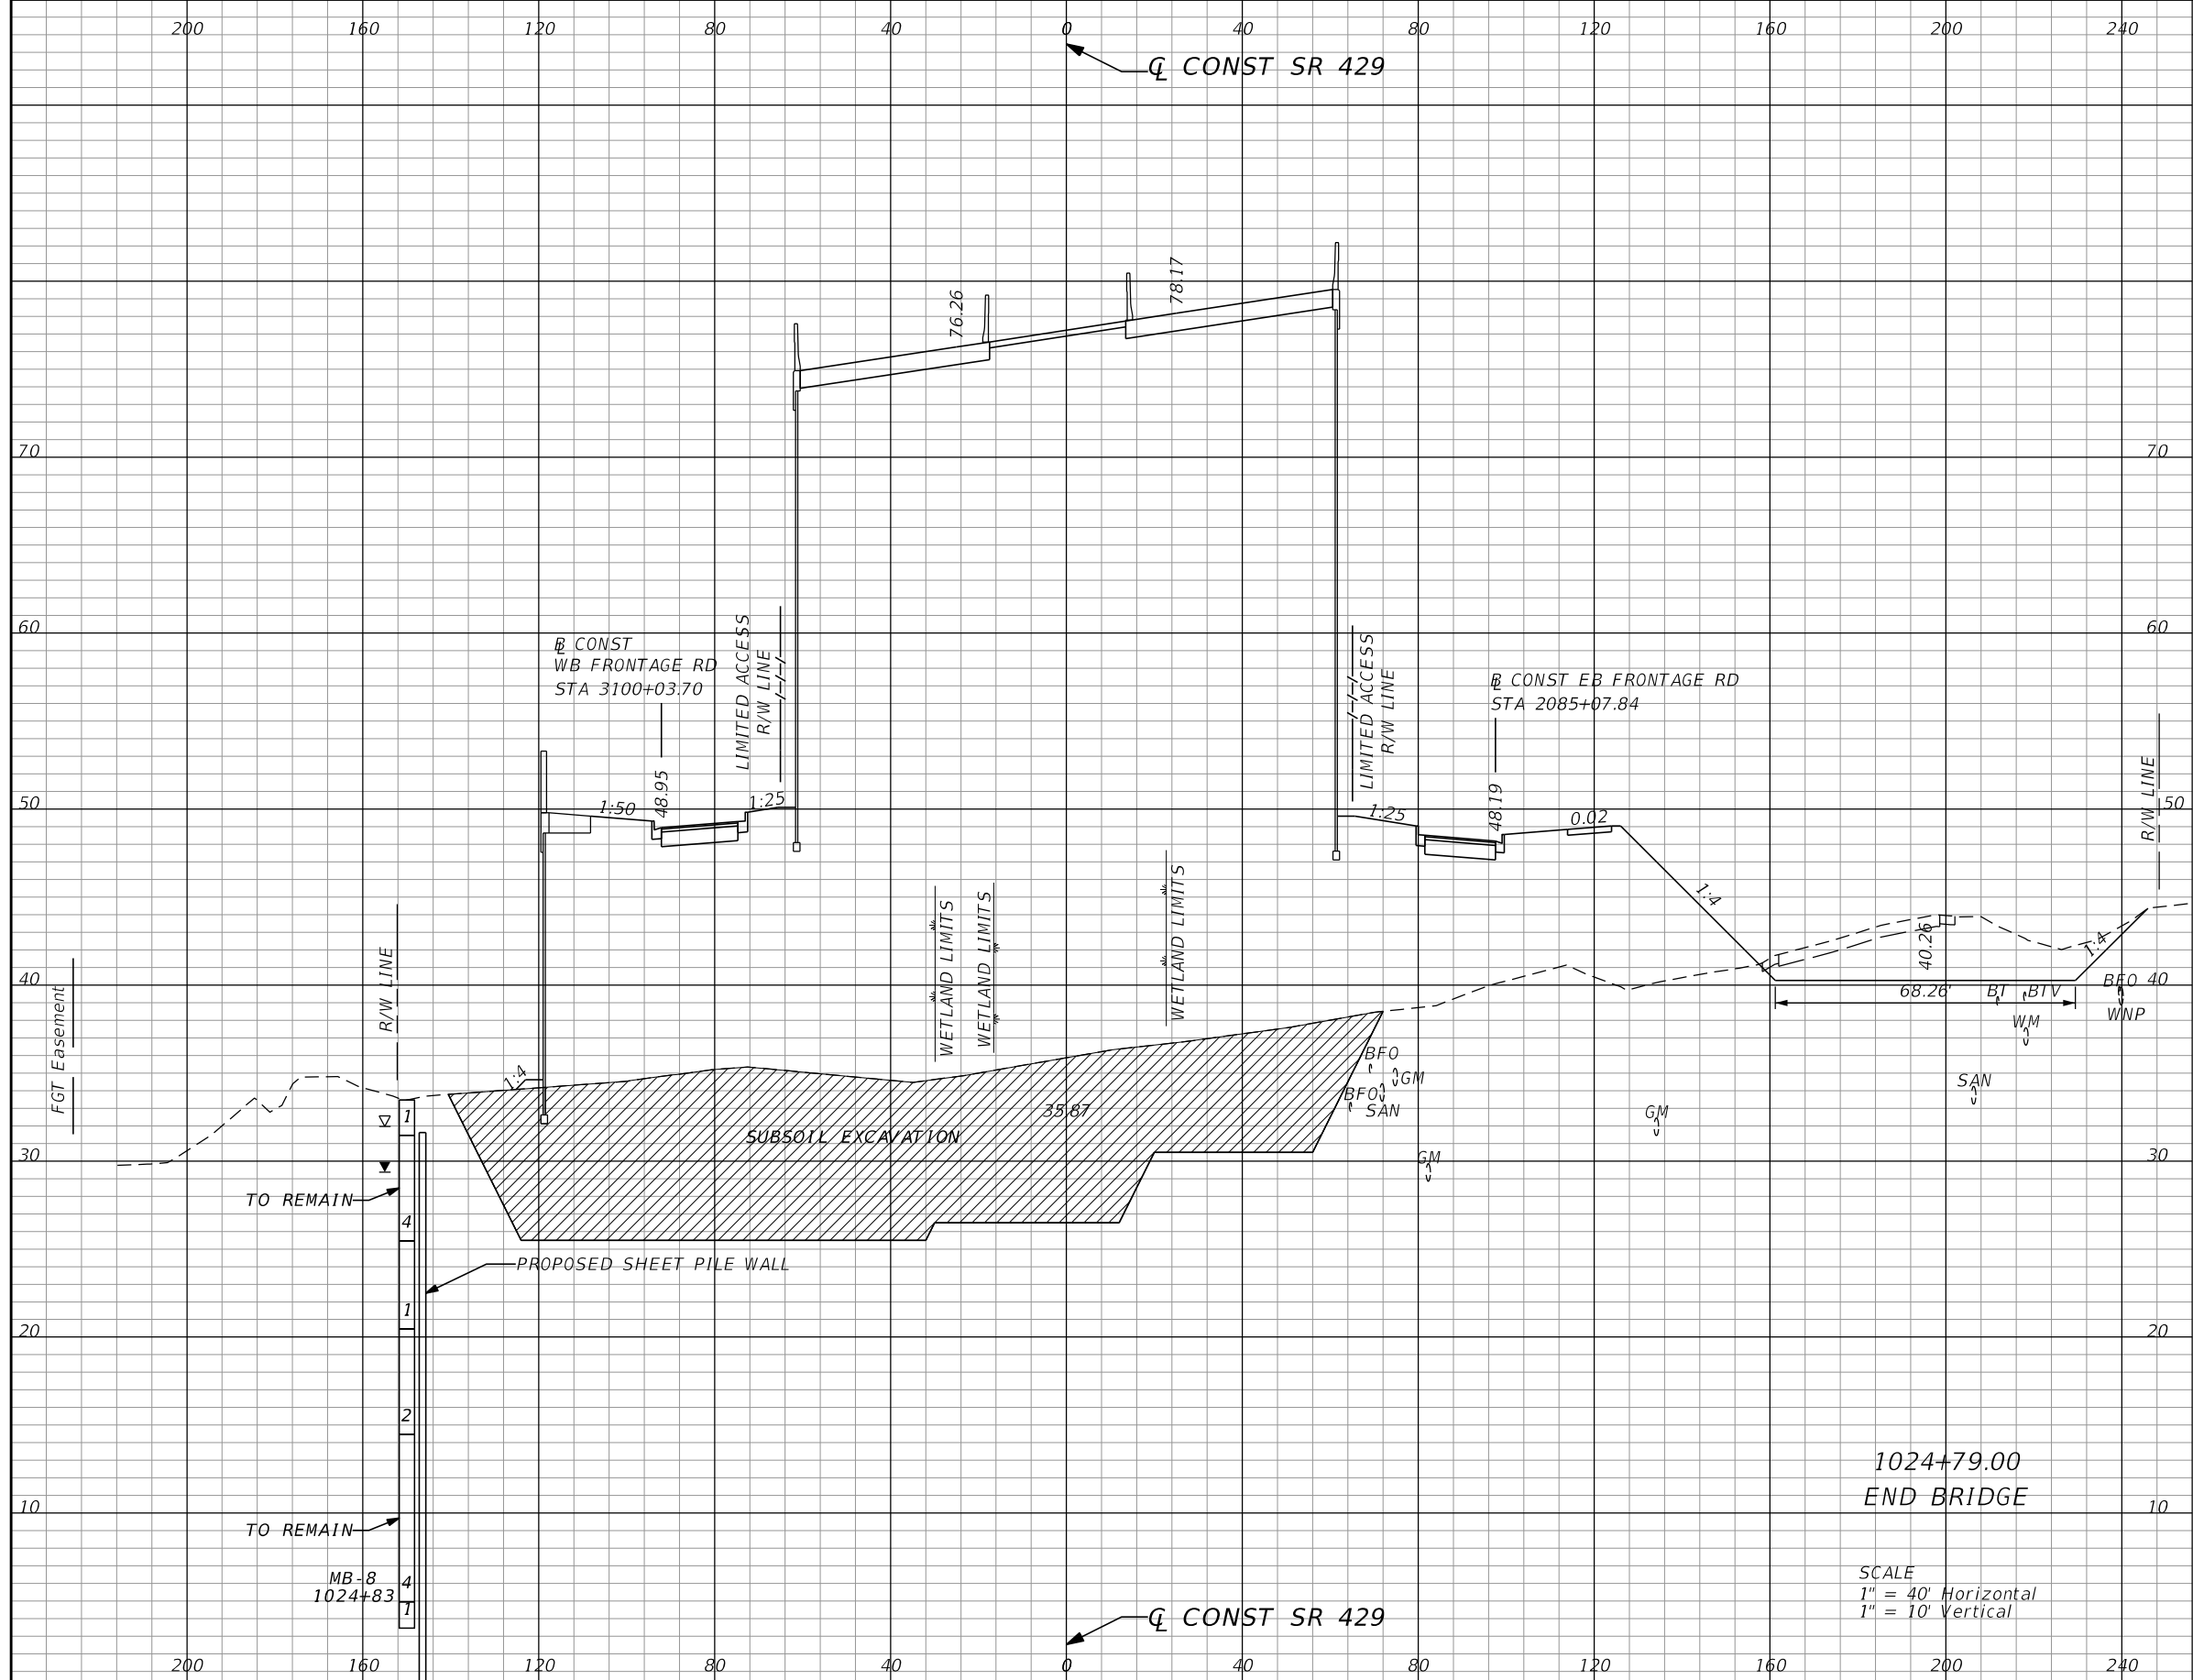 200 160 120 80 40 0 40 80 120 160 200 240
℄ CONST SR 429
76.26
78.17
70 70
60 60
B͟L CONST
WB FRONTAGE RD
STA 3100+03.70
LIMITED ACCESS
R/W LINE
LIMITED ACCESS
R/W LINE
BL CONST EB FRONTAGE RD
STA 2085+07.84
R/W LINE
50 50
1:50
48.95
1:25
1:25
48.19
0.02
1:4
40.26
1:4
WETLAND LIMITS
WETLAND LIMITS
WETLAND LIMITS
R/W LINE
FGT Easement
40 40
68.26'
BT
BTV
BFO
WNP
WM
BFO
GM
BFO
SAN
SAN
GM
GM
1:4
1
35.87
SUBSOIL EXCAVATION
30 30
TO REMAIN
4
PROPOSED SHEET PILE WALL
1
20 20
2
1024+79.00
END BRIDGE
10 10
TO REMAIN
MB-8
1024+83
4
1
SCALE
1" = 40' Horizontal
1" = 10' Vertical
℄ CONST SR 429
200 160 120 80 40 0 40 80 120 160 200 240